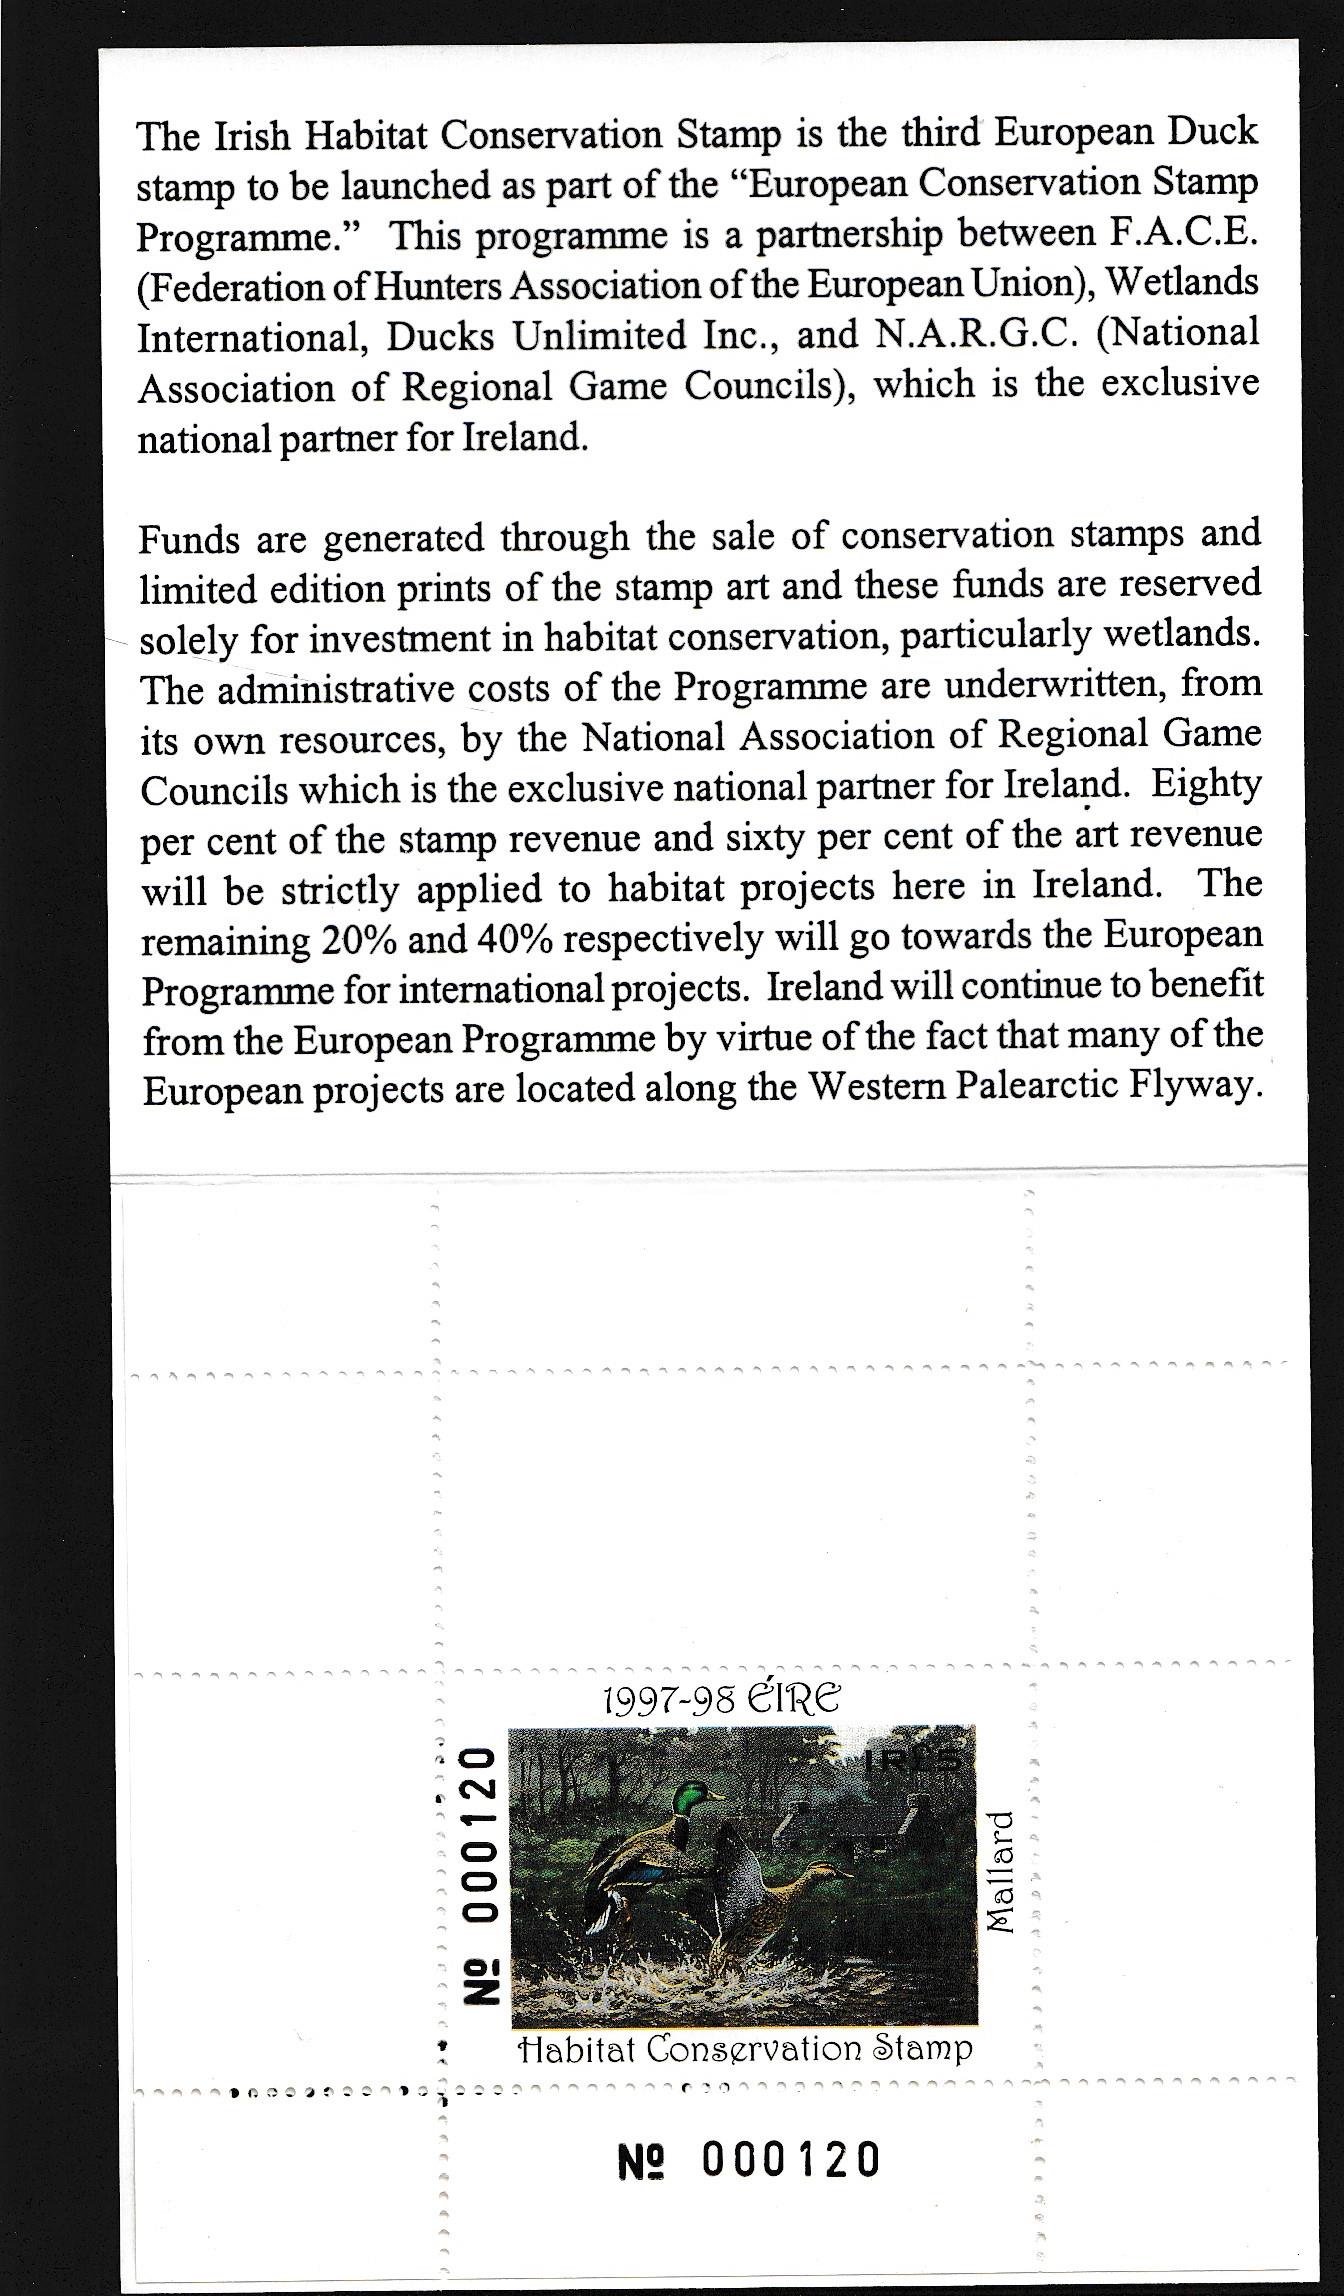 The Irish Habitat Conservation Stamp is the third European Duck
stamp to be launched as part of the “European Conservation Stamp
Programme.” This programme is a partnership between F.A.C.E.
(Federation of Hunters Association of the European Union), Wetlands
International, Ducks Unlimited Inc., and N.A.R.G.C. (National
Association of Regional Game Councils), which is the exclusive
national partner for Ireland.
Funds are generated through the sale of conservation stamps and
limited edition prints of the stamp art and these funds are reserved
solely for investment in habitat conservation, particularly wetlands.
The administrative costs of the Programme are underwritten, from
its own resources, by the National Association of Regional Game
Councils which is the exclusive national partner for Ireland. Eighty
per cent of the stamp revenue and sixty per cent of the art revenue
will be strictly applied to habitat projects here in Ireland. The
remaining 20% and 40% respectively will go towards the European
Programme for international projects. Ireland will continue to benefit
from the European Programme by virtue of the fact that many of the
European projects are located along the Western Palearctic Flyway.
1997-98 ÉIRE
Nº 000120
IR£5
Mallard
Habitat Conservation Stamp
Nº 000120